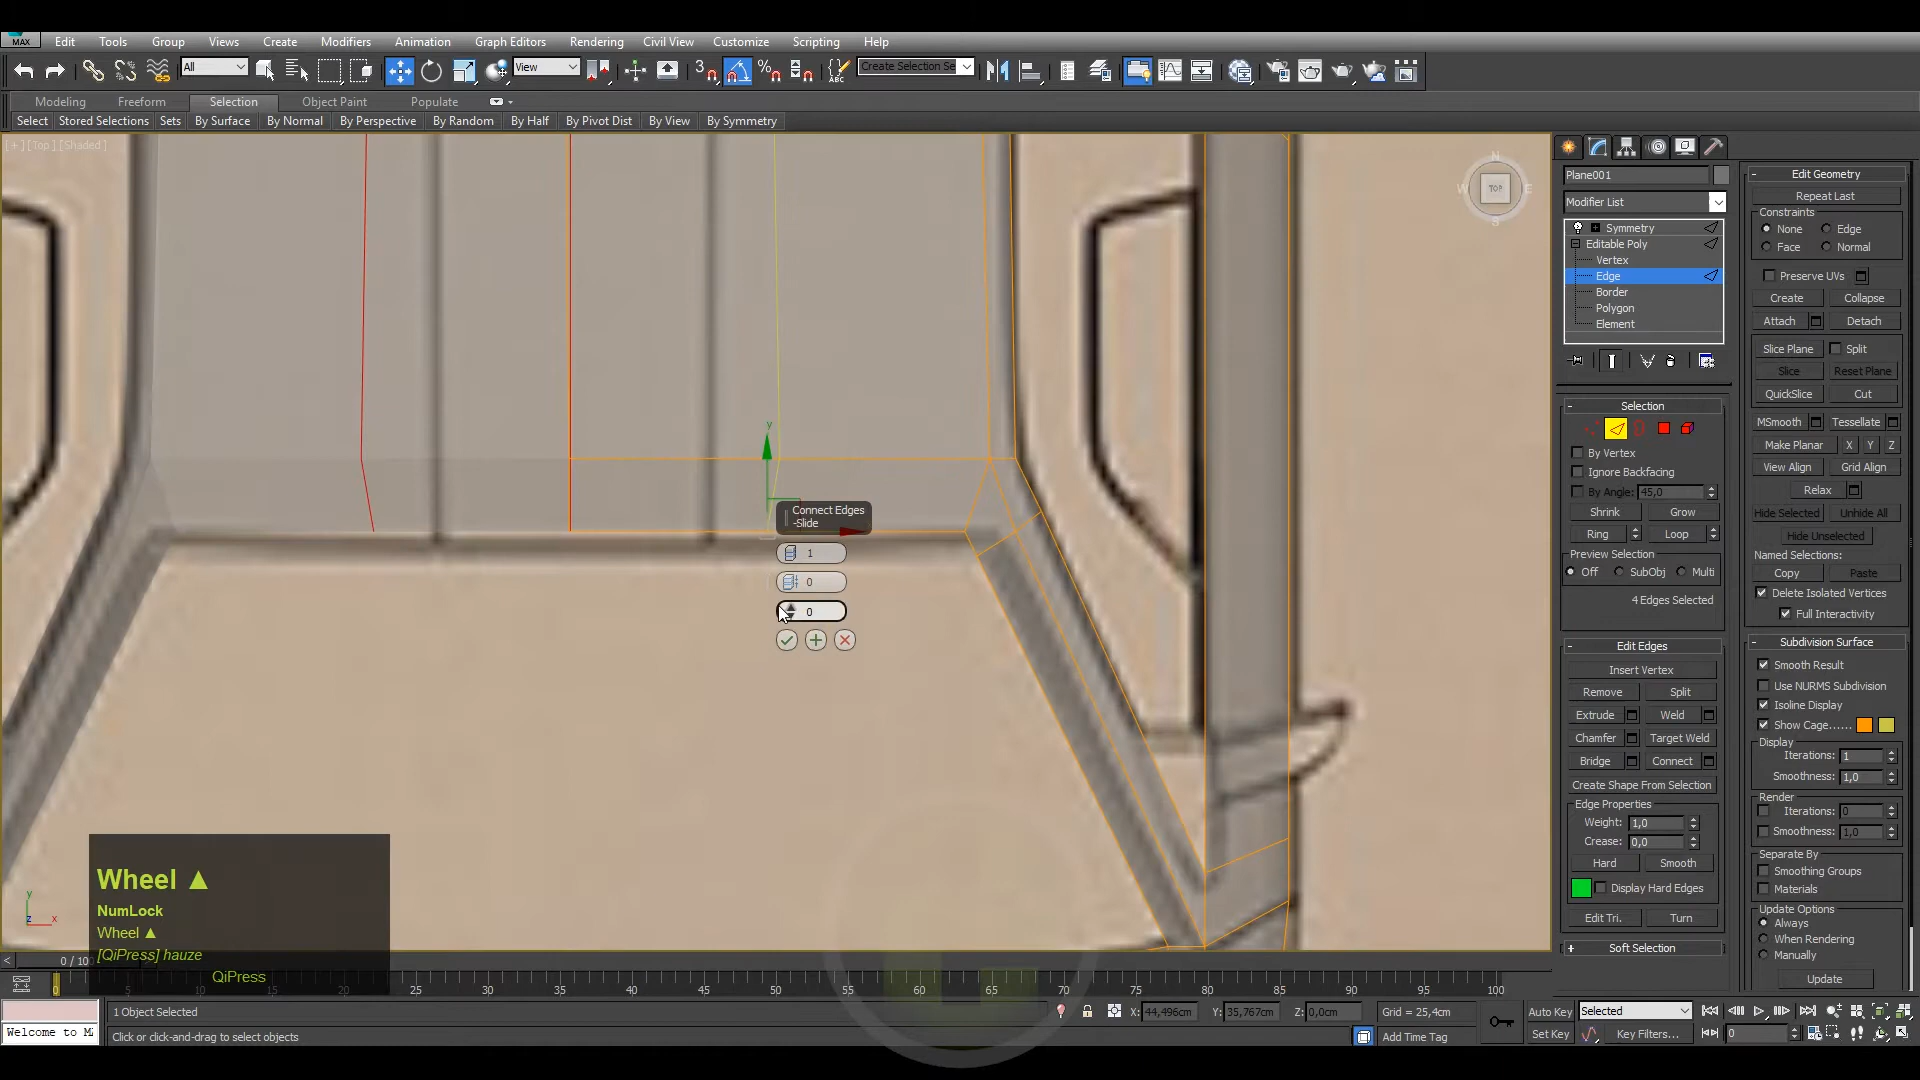 MAX Edit Tools Group Views Create Modifiers Animation Graph Editors Rendering Civil View Customize Scripting Help
All View 3 ABC Create Selection Se
Modeling Freeform Selection Object Paint Populate
Select Stored Selections Sets By Surface By Normal By Perspective By Random By Half By Pivot Dist By View By Symmetry
[+] [Top] [Shaded]
N
W TOP E
S
y
Connect Edges
-Slide
1
0
0
Wheel ▲
NumLock
Wheel ▲
[QiPress] hauze
QiPress
y
z x
Plane001
Modifier List
Symmetry
Editable Poly
Vertex
Edge
Border
Polygon
Element
Selection
By Vertex
Ignore Backfacing
By Angle: 45,0
Shrink Grow
Ring Loop
Preview Selection
Off SubObj Multi
4 Edges Selected
Edit Edges
Insert Vertex
Remove Split
Extrude Weld
Chamfer Target Weld
Bridge Connect
Create Shape From Selection
Edge Properties
Weight: 1,0
Crease: 0,0
Hard Smooth
Display Hard Edges
Edit Tri. Turn
Soft Selection
Edit Geometry
Repeat Last
Constraints
None Edge
Face Normal
Preserve UVs
Create Collapse
Attach Detach
Slice Plane Split
Slice Reset Plane
QuickSlice Cut
MSmooth Tessellate
Make Planar X Y Z
View Align Grid Align
Relax
Hide Selected Unhide All
Hide Unselected
Named Selections:
Copy Paste
Delete Isolated Vertices
Full Interactivity
Subdivision Surface
Smooth Result
Use NURMS Subdivision
Isoline Display
Show Cage......
Display
Iterations: 1
Smoothness: 1,0
Render
Iterations: 0
Smoothness: 1,0
Separate By
Smoothing Groups
Materials
Update Options
Always
When Rendering
Manually
Update
< 0 / 100
0 10 15 20 25 30 35 40 45 50 55 60 65 70 75 80 85 90 95 100
1 Object Selected X: 44,496cm Y: 35,767cm Z: 0,0cm Grid = 25,4cm Auto Key Selected
Welcome to M Click or click-and-drag to select objects Add Time Tag Set Key Key Filters... 0